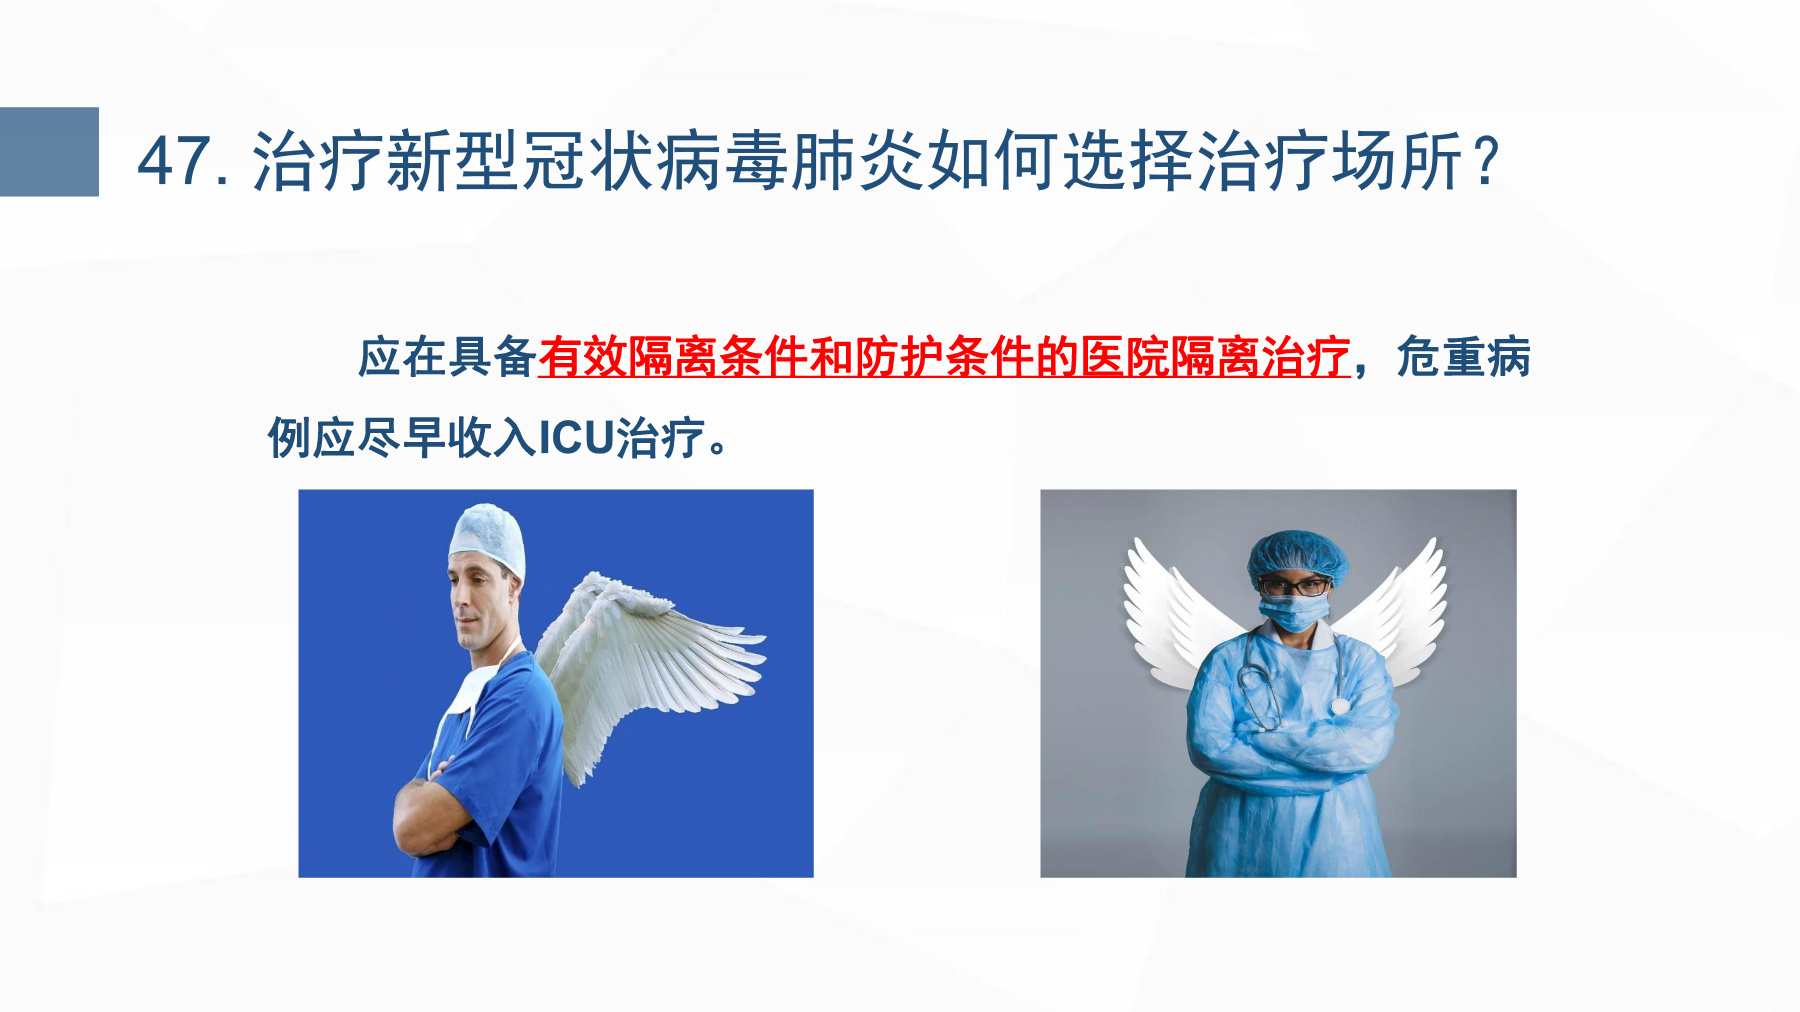 47. 治疗新型冠状病毒肺炎如何选择治疗场所？
应在具备有效隔离条件和防护条件的医院隔离治疗，危重病
例应尽早收入ICU治疗。